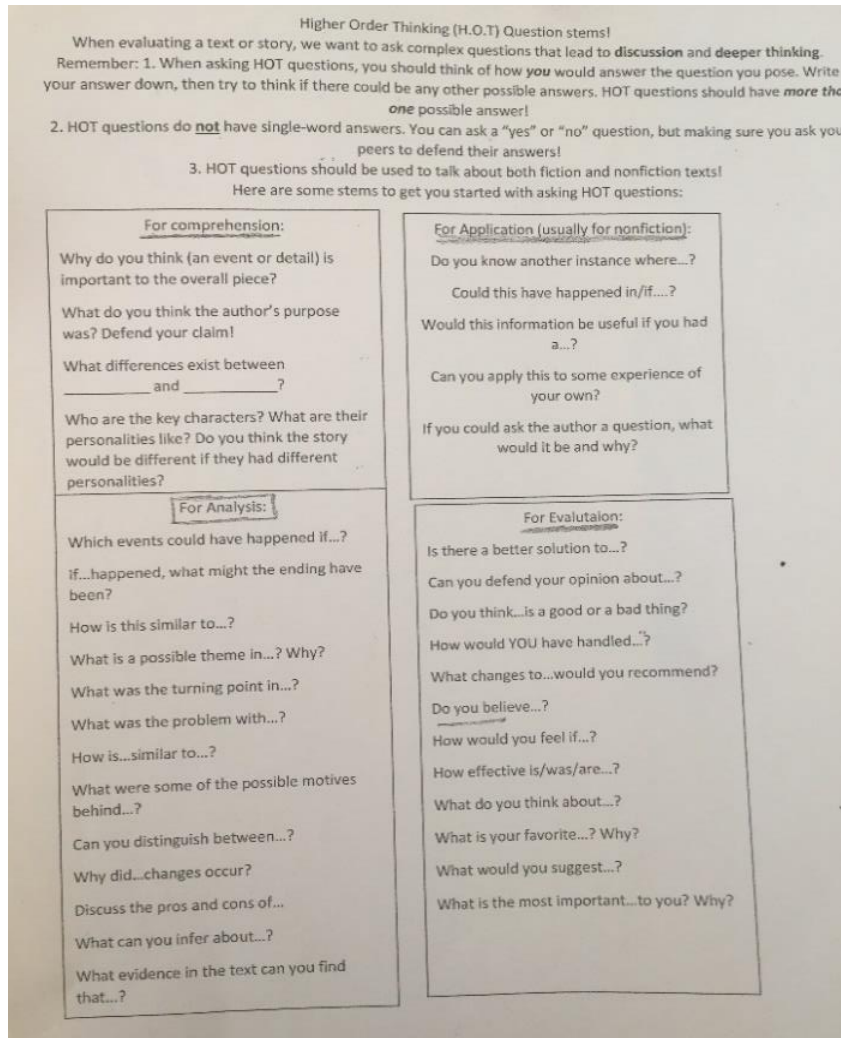 Higher Order Thinking (H.O.T) Question stems!
When evaluating a text or story, we want to ask complex questions that lead to discussion and deeper thinking.
Remember: 1. When asking HOT questions, you should think of how you would answer the question you pose. Write
your answer down, then try to think if there could be any other possible answers. HOT questions should have more
one possible answer!
2. HOT questions do not have single-word answers. You can ask a "yes" or "no" question, but making sure you ask
peers to defend their answers!
3. HOT questions should be used to talk about both fiction and nonfiction texts!
Here are some stems to get you started with asking HOT questions:
For comprehension:
Why do you think (an event or detail) is
important to the overall piece?
What do you think the author's purpose
was? Defend your claim!
What differences exist between
__________ and __________?
Who are the key characters? What are their
personalities like? Do you think the story
would be different if they had different
personalities?
For Application (usually for nonfiction):
Do you know another instance where...?
Could this have happened in/if....?
Would this information be useful if you had
a...?
Can you apply this to some experience of
your own?
If you could ask the author a question, what
would it be and why?
For Analysis:
Which events could have happened if...?
If...happened, what might the ending have
been?
How is this similar to...?
What is a possible theme in...? Why?
What was the turning point in...?
What was the problem with...?
How is...similar to...?
What were some of the possible motives
behind...?
Can you distinguish between...?
Why did...changes occur?
Discuss the pros and cons of...
What can you infer about...?
What evidence in the text can you find
that...?
For Evalutaion:
Is there a better solution to...?
Can you defend your opinion about...?
Do you think...is a good or a bad thing?
How would YOU have handled...?
What changes to...would you recommend?
Do you believe...?
How would you feel if...?
How effective is/was/are...?
What do you think about...?
What is your favorite...? Why?
What would you suggest...?
What is the most important...to you? Why?